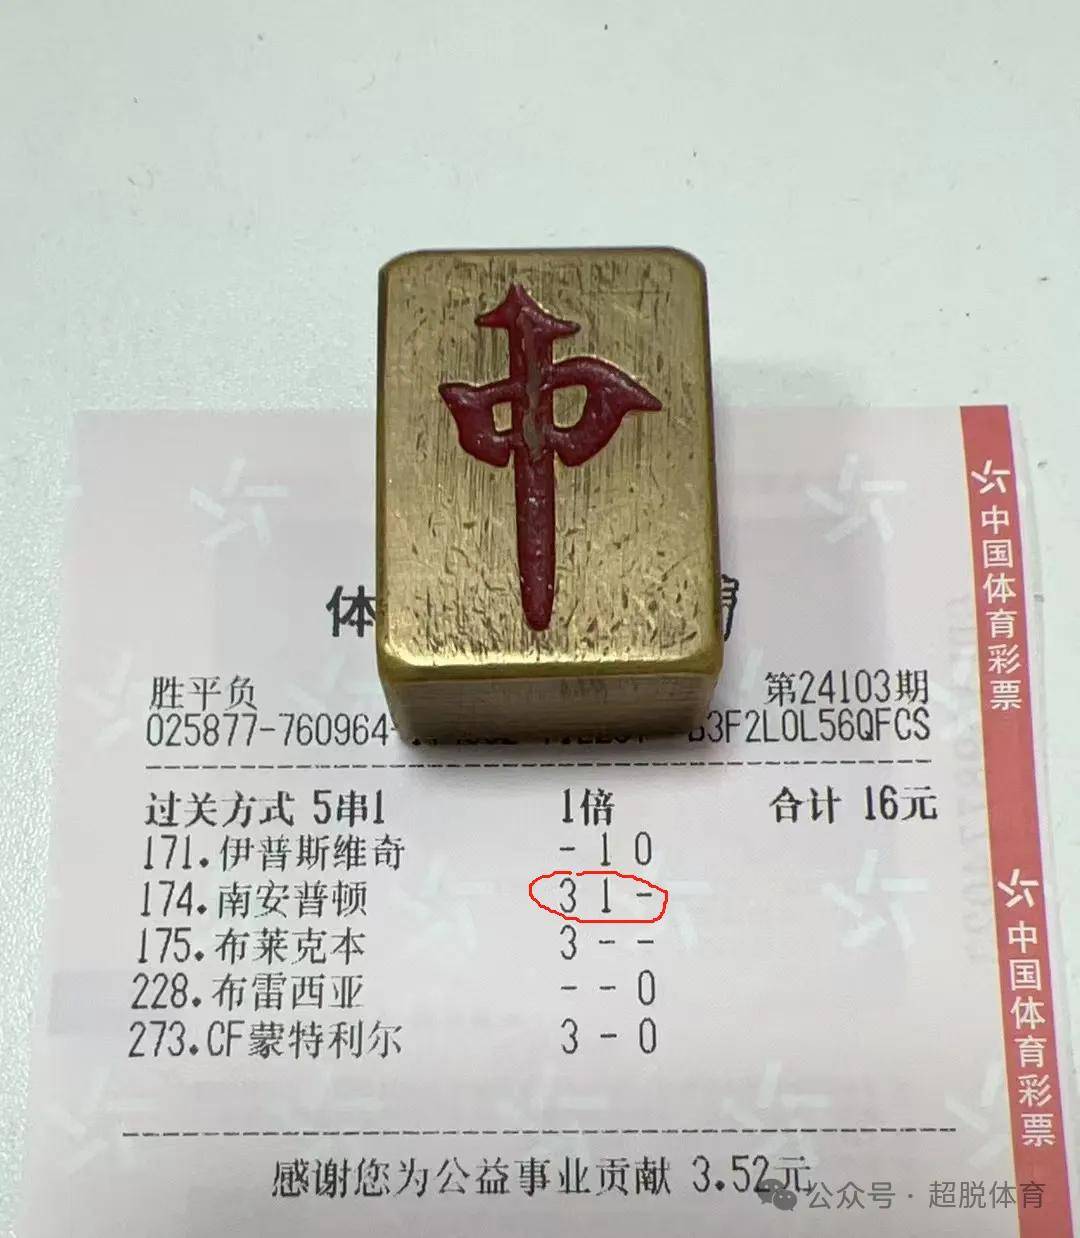 中
体
胜平负 第24103期
025877-760964- B3F2L0L56QFCS
过关方式 5串1 1倍 合计 16元
171.伊普斯维奇 - 1 0
174.南安普顿 3 1 -
175.布莱克本 3 - -
228.布雷西亚 - - 0
273.CF蒙特利尔 3 - 0
感谢您为公益事业贡献 3.52元
中国体育彩票
中国体育彩票
公众号·超脱体育